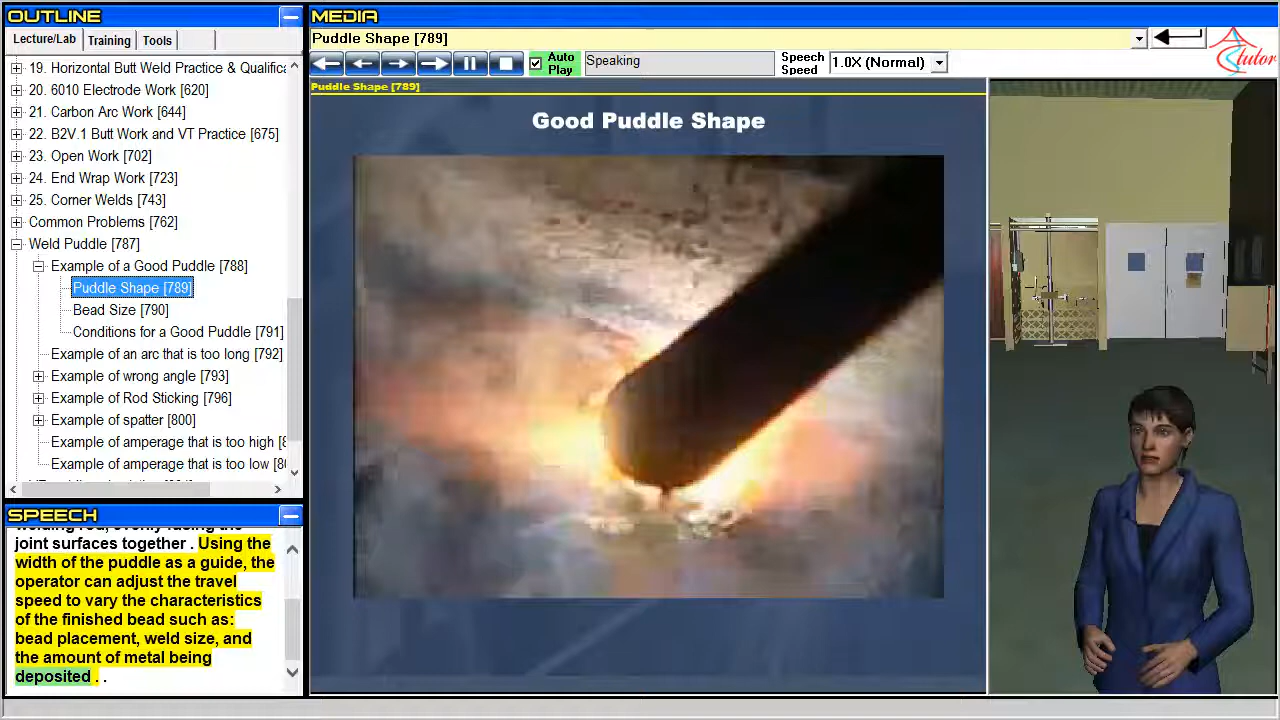 OUTLINE
Lecture/Lab
Training
Tools
19. Horizontal Butt Weld Practice & Qualifica
20. 6010 Electrode Work [620]
21. Carbon Arc Work [644]
22. B2V.1 Butt Work and VT Practice [675]
23. Open Work [702]
24. End Wrap Work [723]
25. Corner Welds [743]
Common Problems [762]
Weld Puddle [787]
Example of a Good Puddle [788]
Puddle Shape [789]
Bead Size [790]
Conditions for a Good Puddle [791]
Example of an arc that is too long [792]
Example of wrong angle [793]
Example of Rod Sticking [796]
Example of spatter [800]
Example of amperage that is too high [8
Example of amperage that is too low [80
SPEECH
joint surfaces together . Using the
width of the puddle as a guide, the
operator can adjust the travel
speed to vary the characteristics
of the finished bead such as:
bead placement, weld size, and
the amount of metal being
deposited . .
MEDIA
Puddle Shape [789]
Auto
Play
Speaking
Speech
Speed
1.0X (Normal)
tutor
Puddle Shape [789]
Good Puddle Shape